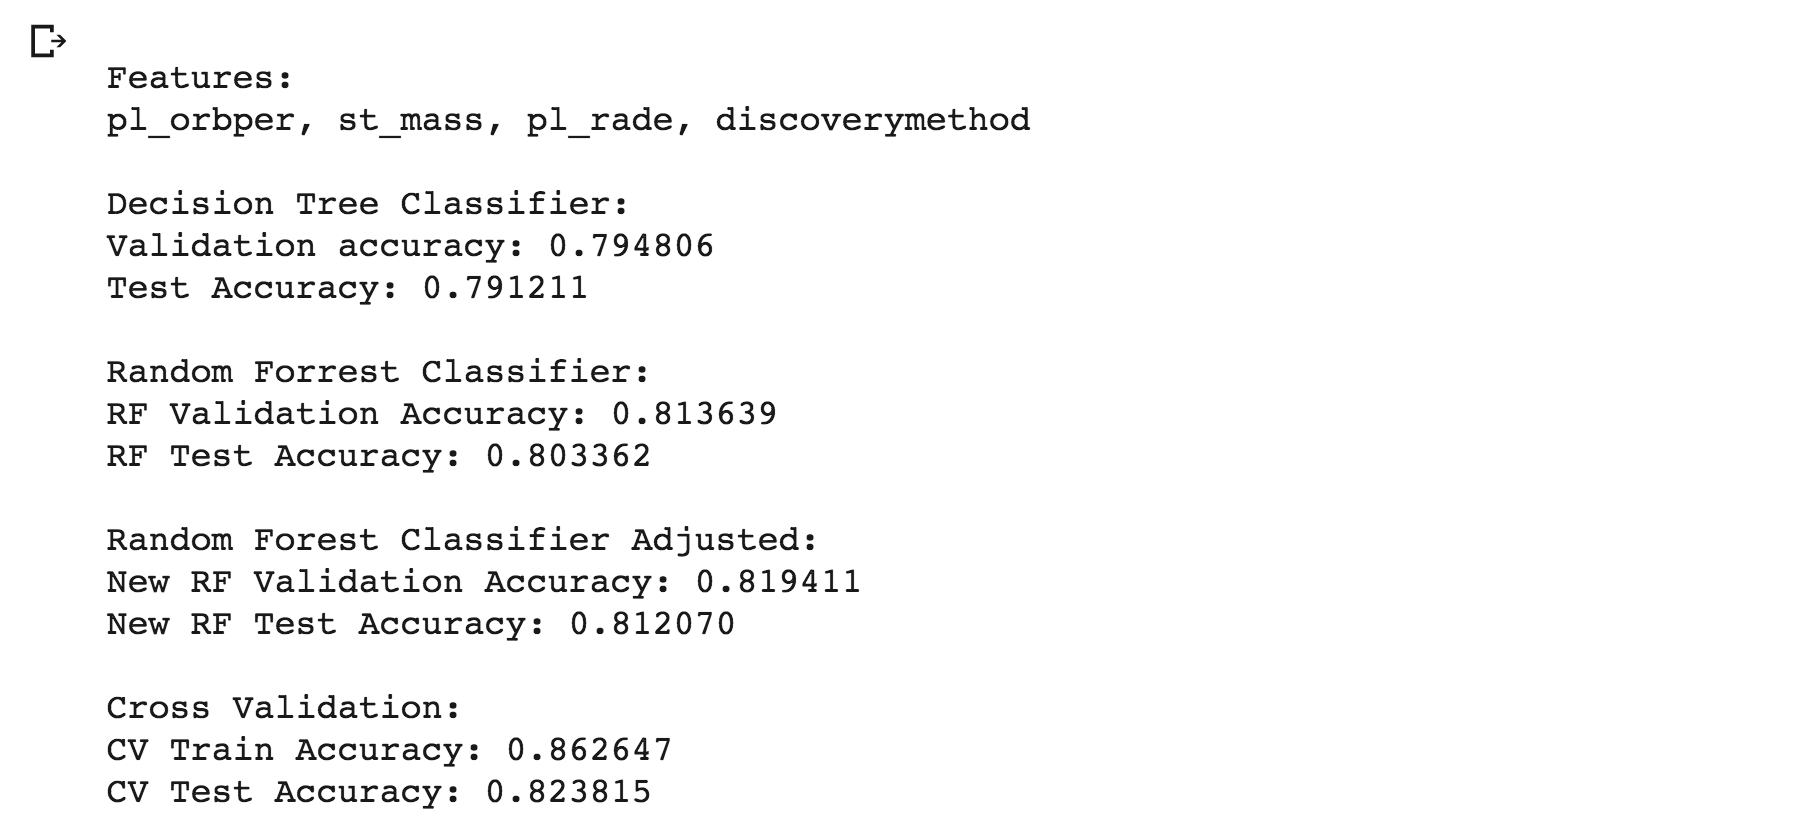 Features:
pl_orbper, st_mass, pl_rade, discoverymethod
Decision Tree Classifier:
Validation accuracy: 0.794806
Test Accuracy: 0.791211
Random Forrest Classifier:
RF Validation Accuracy: 0.813639
RF Test Accuracy: 0.803362
Random Forest Classifier Adjusted:
New RF Validation Accuracy: 0.819411
New RF Test Accuracy: 0.812070
Cross Validation:
CV Train Accuracy: 0.862647
CV Test Accuracy: 0.823815